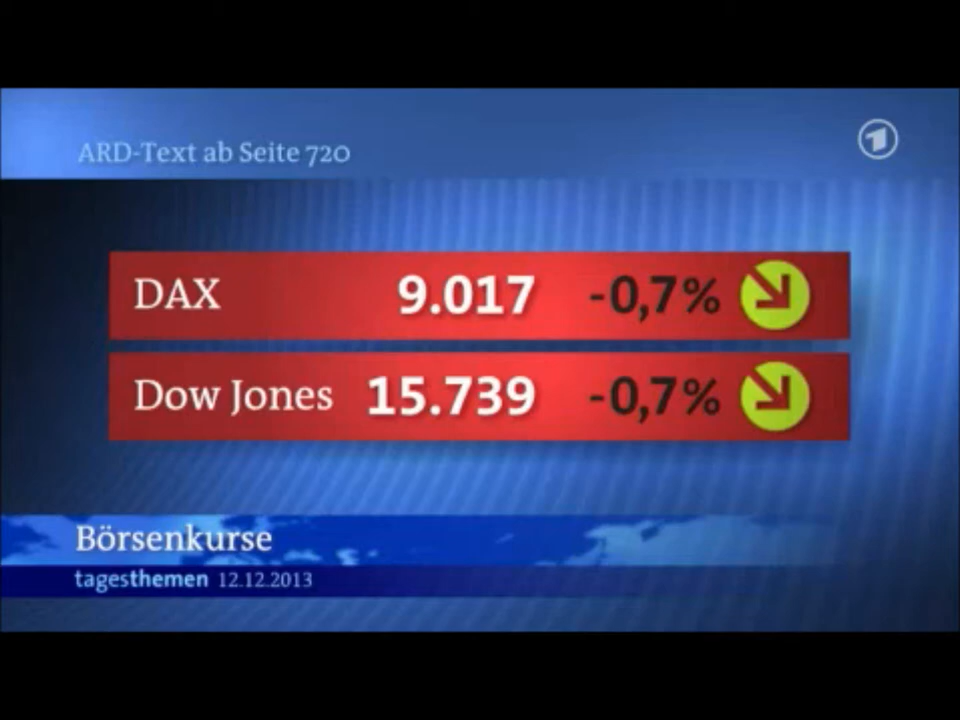 ARD-Text ab Seite 720
1
DAX 9.017 -0,7%
Dow Jones 15.739 -0,7%
Börsenkurse
tagesthemen 12.12.2013